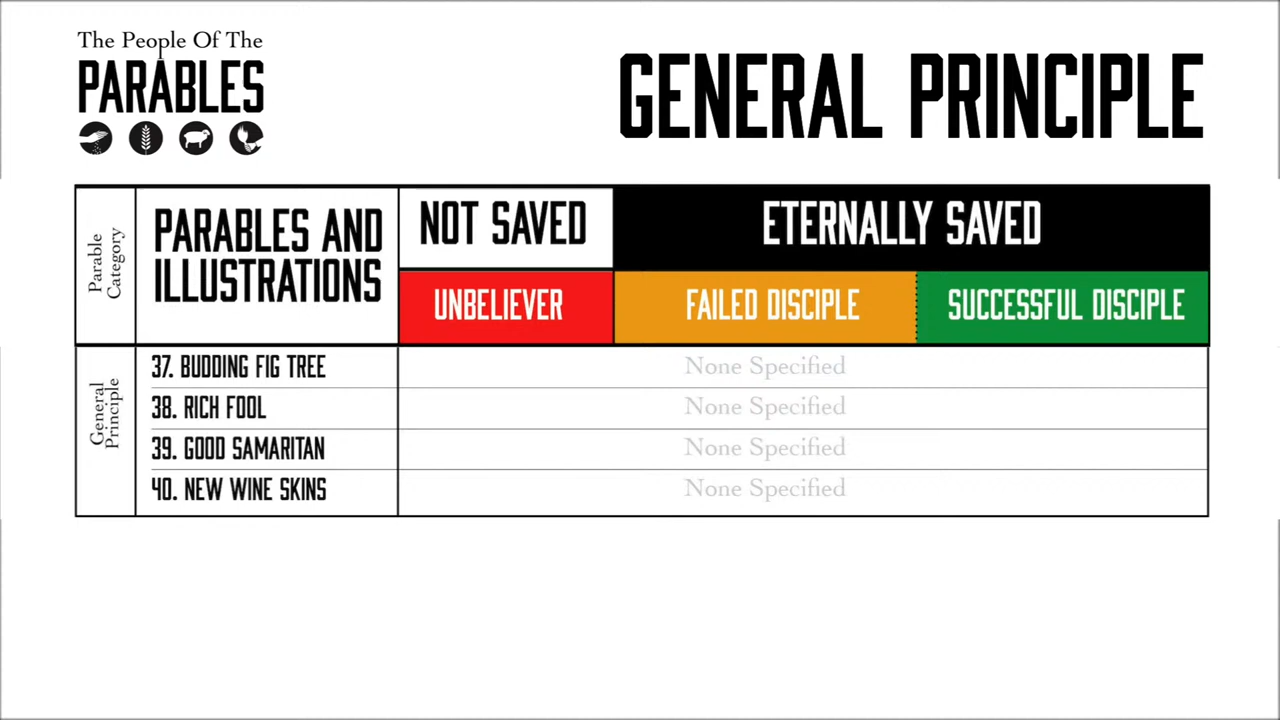 The People Of The
PARABLES
GENERAL PRINCIPLE
Parable
Category
PARABLES AND
ILLUSTRATIONS
NOT SAVED
ETERNALLY SAVED
UNBELIEVER
FAILED DISCIPLE
SUCCESSFUL DISCIPLE
General
Principle
37. BUDDING FIG TREE
None Specified
38. RICH FOOL
None Specified
39. GOOD SAMARITAN
None Specified
40. NEW WINE SKINS
None Specified